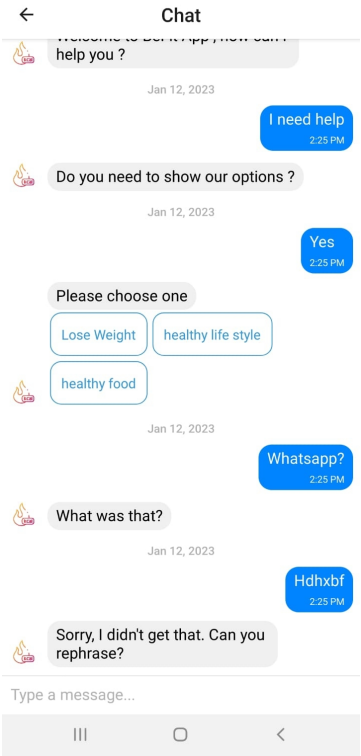 Chat
help you ?
Jan 12, 2023
I need help
2:25 PM
Do you need to show our options ?
Jan 12, 2023
Yes
2:25 PM
Please choose one
Lose Weight
healthy life style
healthy food
Jan 12, 2023
Whatsapp?
2:25 PM
What was that?
Jan 12, 2023
Hdhxbf
2:25 PM
Sorry, I didn't get that. Can you
rephrase?
Type a message...